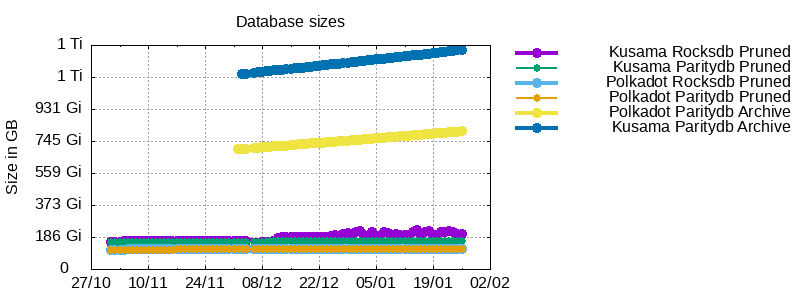 Database sizes
1 Ti
1 Ti
931 Gi
745 Gi
559 Gi
373 Gi
186 Gi
0
Size in GB
27/10 10/11 24/11 08/12 22/12 05/01 19/01 02/02
Kusama Rocksdb Pruned
Kusama Paritydb Pruned
Polkadot Rocksdb Pruned
Polkadot Paritydb Pruned
Polkadot Paritydb Archive
Kusama Paritydb Archive